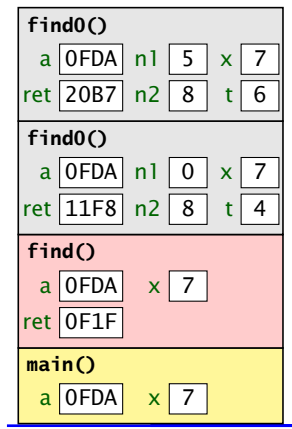 find0()
a 0FDA n1 5 x 7
ret 20B7 n2 8 t 6
find0()
a 0FDA n1 0 x 7
ret 11F8 n2 8 t 4
find()
a 0FDA x 7
ret 0F1F
main()
a 0FDA x 7